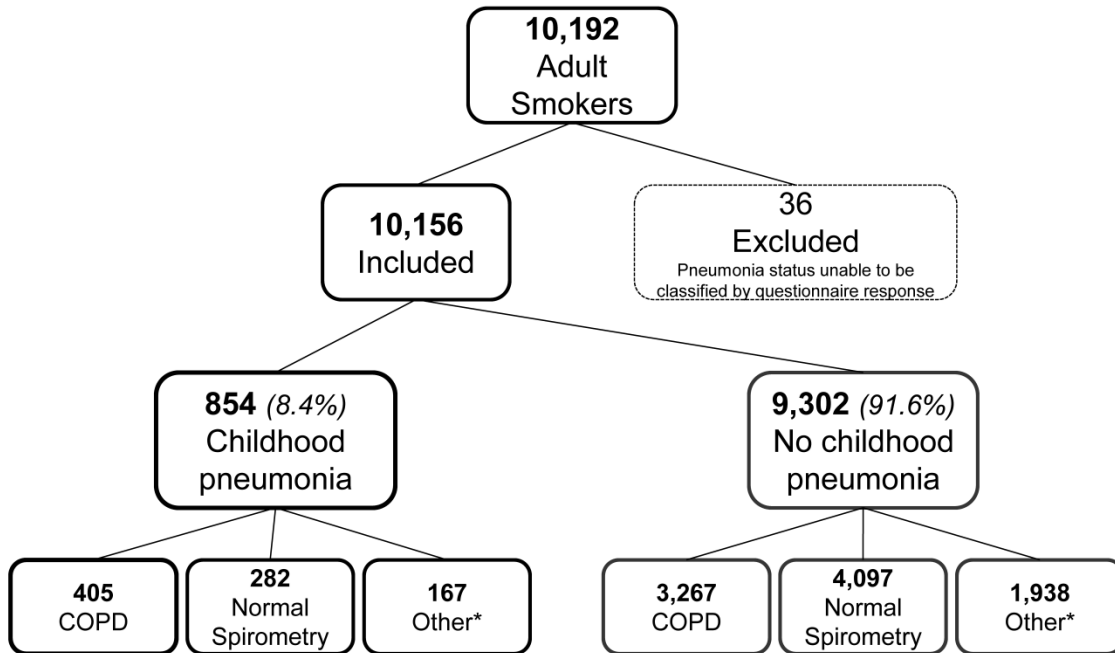 10,192
Adult
Smokers
10,156
Included
36
Excluded
Pneumonia status unable to be
classified by questionnaire response
854 (8.4%)
Childhood
pneumonia
9,302 (91.6%)
No childhood
pneumonia
405
COPD
282
Normal
Spirometry
167
Other*
3,267
COPD
4,097
Normal
Spirometry
1,938
Other*